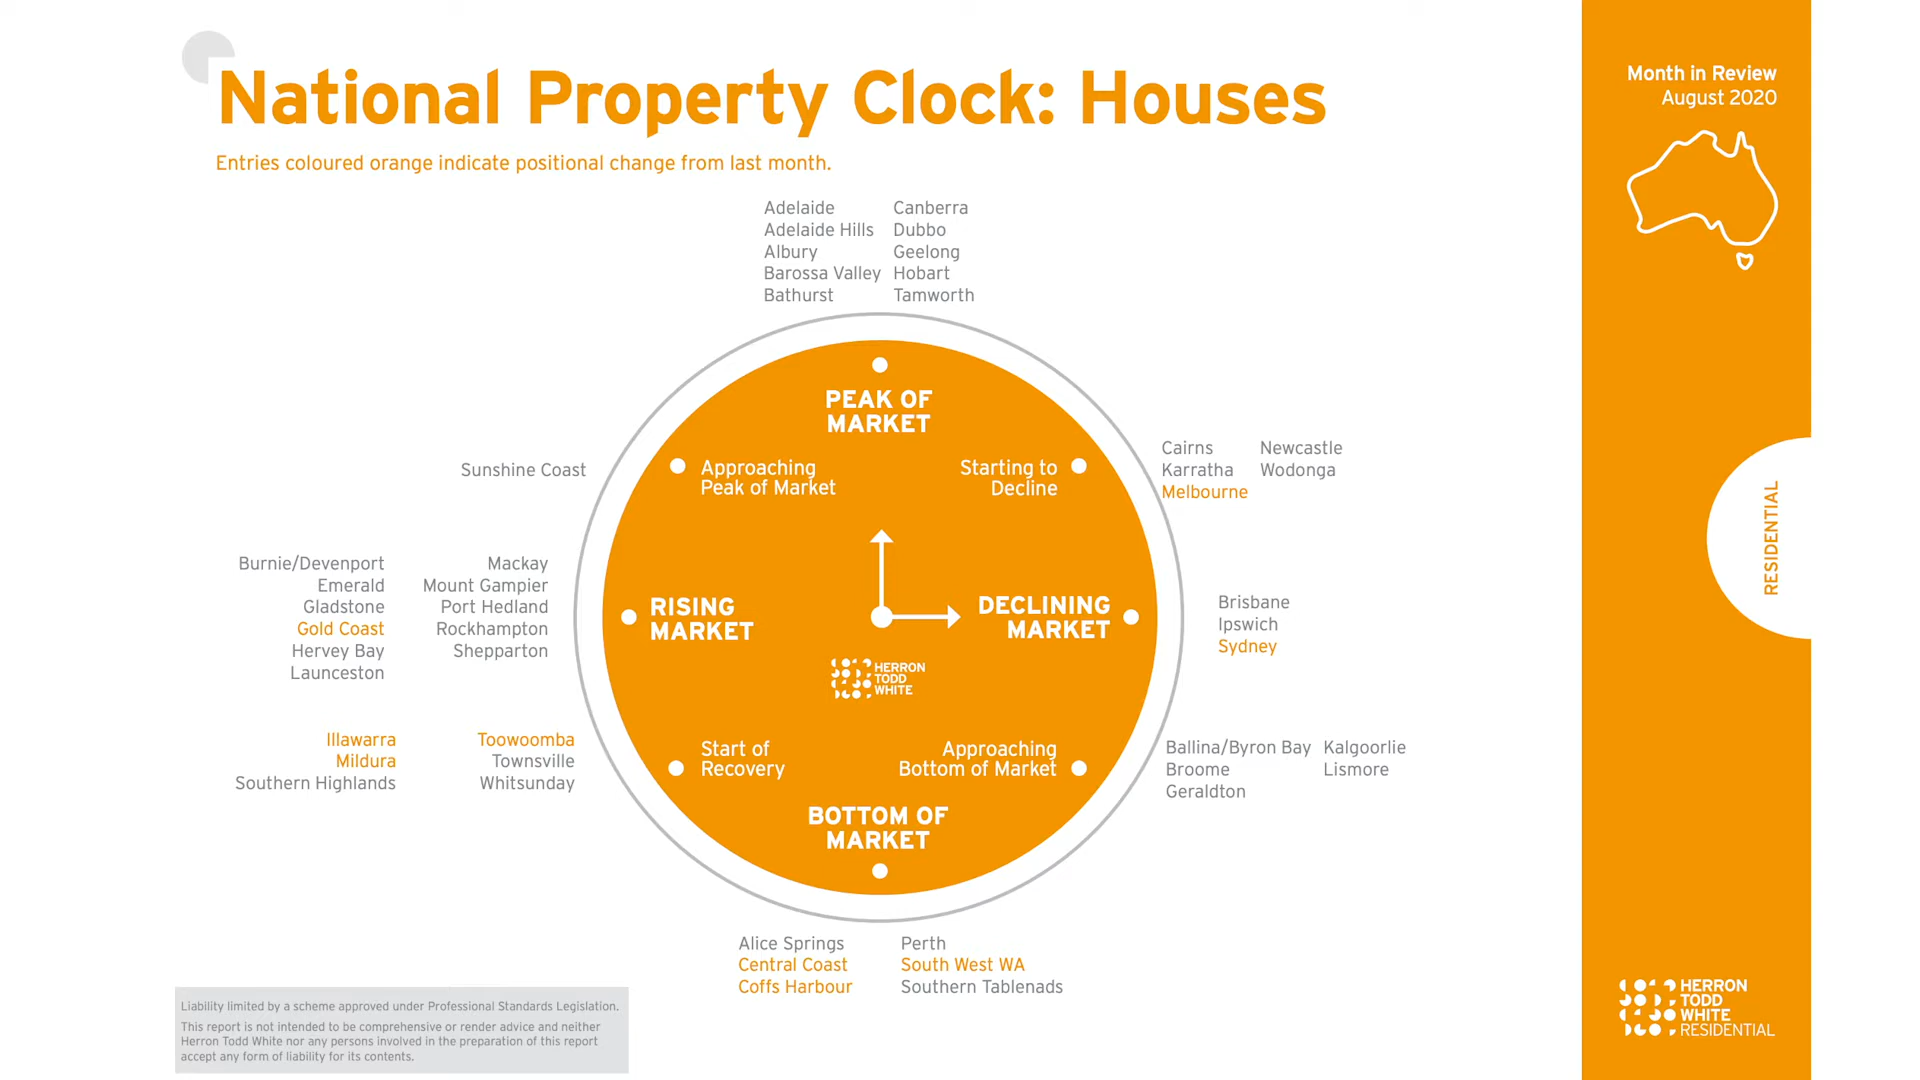 National Property Clock: Houses
Entries coloured orange indicate positional change from last month.
Month in Review
August 2020
Adelaide Canberra
Adelaide Hills Dubbo
Albury Geelong
Barossa Valley Hobart
Bathurst Tamworth
PEAK OF
MARKET
Sunshine Coast
Approaching
Peak of Market
Starting to
Decline
Cairns Newcastle
Karratha Wodonga
Melbourne
RESIDENTIAL
Burnie/Devenport Mackay
Emerald Mount Gampier
Gladstone Port Hedland
Gold Coast Rockhampton
Hervey Bay Shepparton
Launceston
RISING
MARKET
DECLINING
MARKET
Brisbane
Ipswich
Sydney
HERRON
TODD
WHITE
Illawarra Toowoomba
Mildura Townsville
Southern Highlands Whitsunday
Start of
Recovery
Approaching
Bottom of Market
Ballina/Byron Bay Kalgoorlie
Broome Lismore
Geraldton
BOTTOM OF
MARKET
Alice Springs Perth
Central Coast South West WA
Coffs Harbour Southern Tablenads
Liability limited by a scheme approved under Professional Standards Legislation.
This report is not intended to be comprehensive or render advice and neither
Herron Todd White nor any persons involved in the preparation of this report
accept any form of liability for its contents.
HERRON
TODD
WHITE
RESIDENTIAL